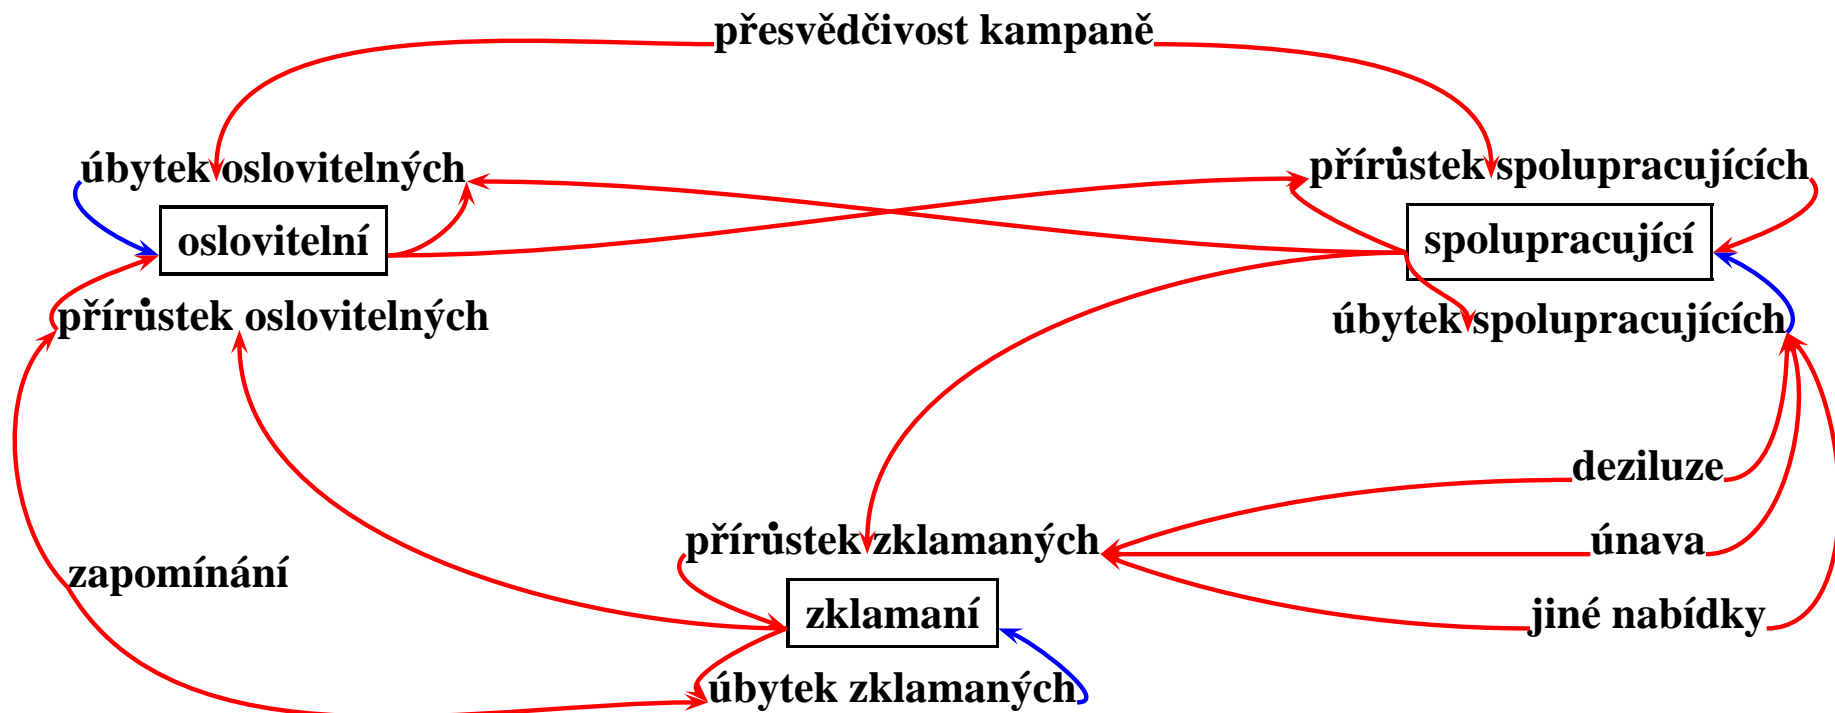 přesvědčivost kampaně
úbytek oslovitelných
přírůstek spolupracujících
oslovitelní
spolupracující
přírůstek oslovitelných
úbytek spolupracujících
deziluze
přírůstek zklamaných
únava
zapomínání
zklamaní
jiné nabídky
úbytek zklamaných